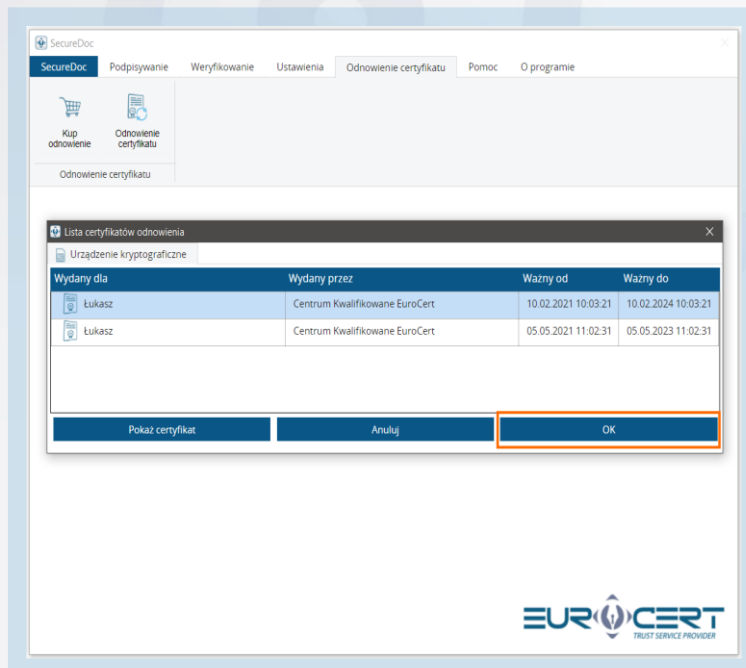 SecureDoc
SecureDoc Podpisywanie Weryfikowanie Ustawienia Odnowienie certyfikatu Pomoc O programie
Kup odnowienie
Odnowienie certyfikatu
Odnowienie certyfikatu
Lista certyfikatów odnowienia
Urządzenie kryptograficzne
Wydany dla Wydany przez Ważny od Ważny do
Łukasz Centrum Kwalifikowane EuroCert 10.02.2021 10:03:21 10.02.2024 10:03:21
Łukasz Centrum Kwalifikowane EuroCert 05.05.2021 11:02:31 05.05.2023 11:02:31
Pokaż certyfikat Anuluj OK
EUROCERT
TRUST SERVICE PROVIDER